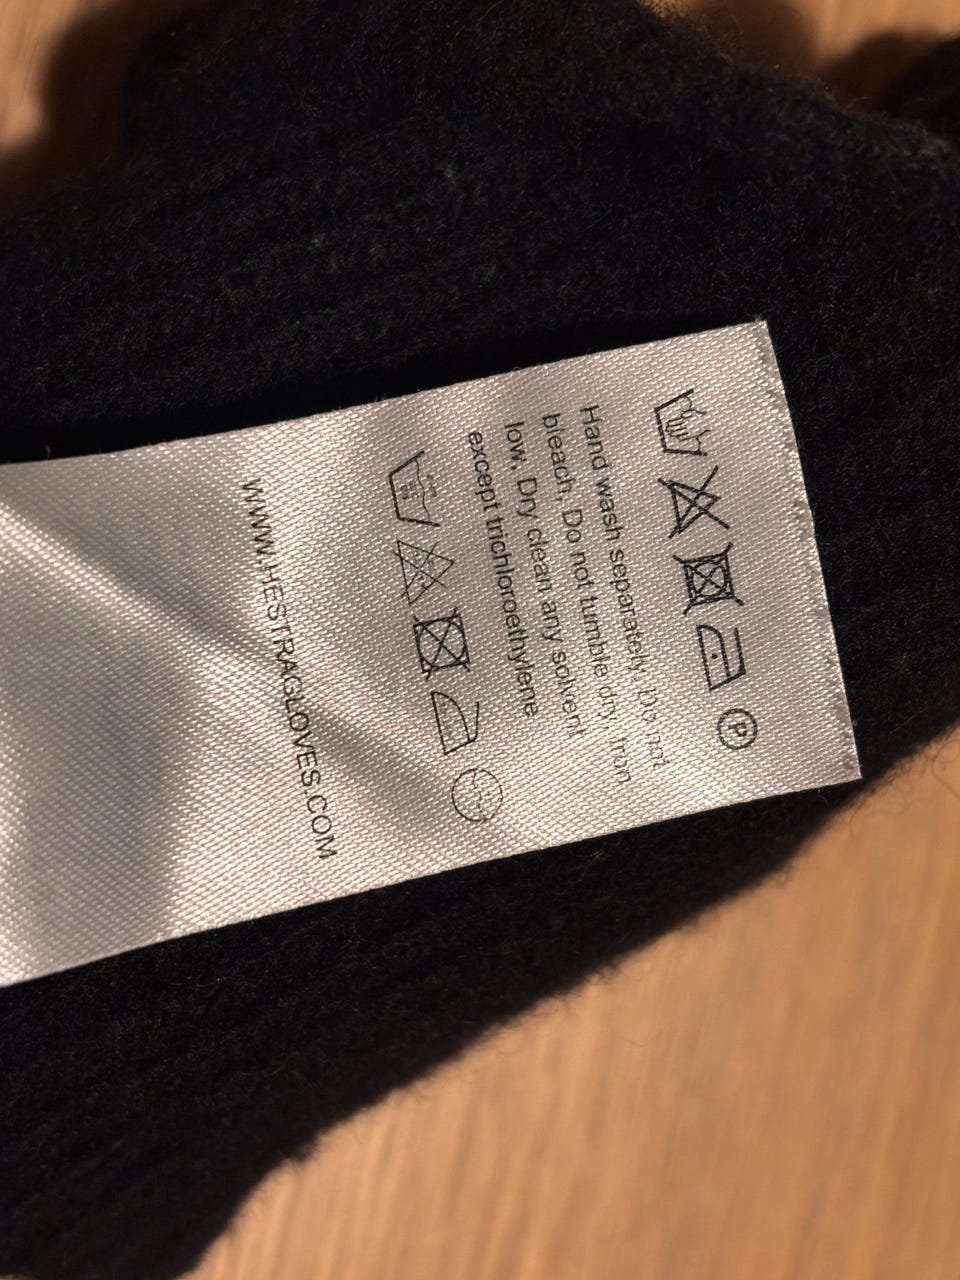 Hand wash separately. Do not
bleach. Do not tumble dry. Iron
low. Dry clean any solvent
except trichloroethylene
WWW.HESTRAGLOVES.COM